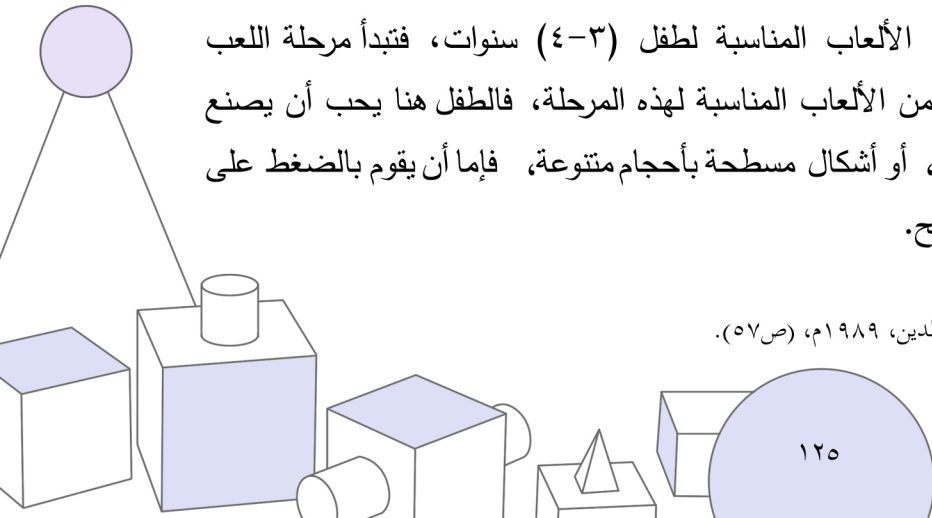 الألعاب المناسبة لطفل (٣-٤) سنوات، فتبدأ مرحلة اللعب
من الألعاب المناسبة لهذه المرحلة، فالطفل هنا يحب أن يصنع
، أو أشكال مسطحة بأحجام متنوعة، فإما أن يقوم بالضغط على
ح.
لدين، ١٩٨٩م، (ص٥٧).
١٢٥